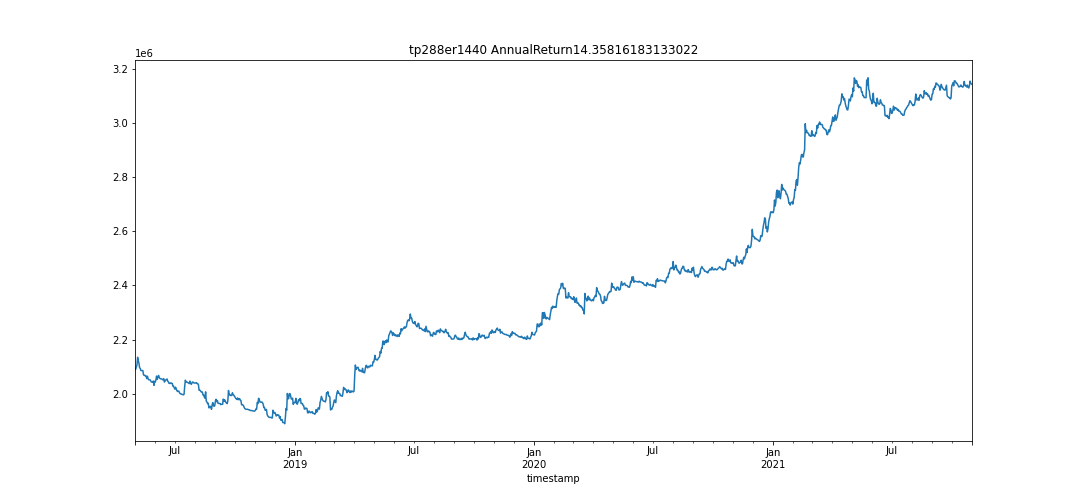 tp288er1440 AnnualReturn14.35816183133022
1e6
3.2
3.0
2.8
2.6
2.4
2.2
2.0
Jul
Jan
2019
Jul
Jan
2020
Jul
Jan
2021
Jul
timestamp